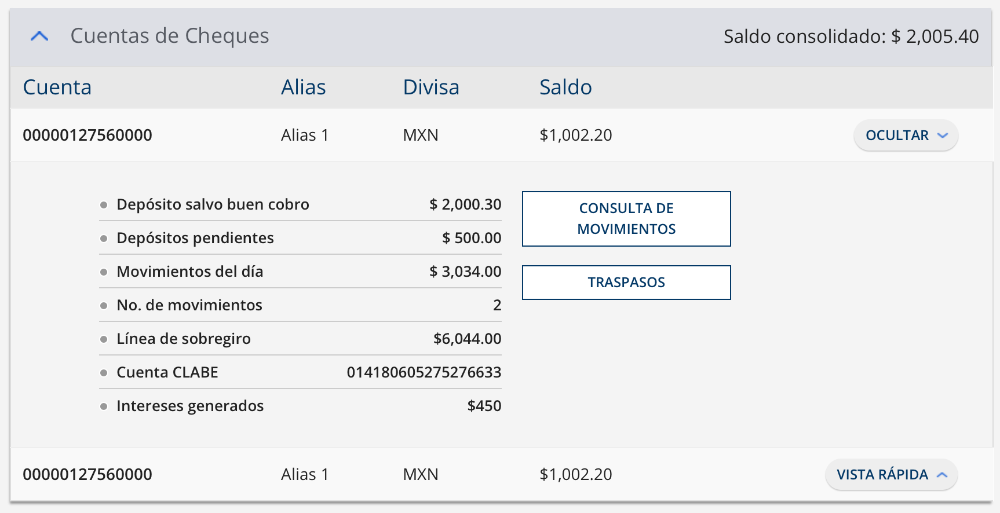 Cuentas de Cheques Saldo consolidado: $ 2,005.40
Cuenta Alias Divisa Saldo
00000127560000 Alias 1 MXN $1,002.20 OCULTAR
Depósito salvo buen cobro $ 2,000.30
Depósitos pendientes $ 500.00
Movimientos del día $ 3,034.00
No. de movimientos 2
Línea de sobregiro $6,044.00
Cuenta CLABE 014180605275276633
Intereses generados $450
CONSULTA DE
MOVIMIENTOS
TRASPASOS
00000127560000 Alias 1 MXN $1,002.20 VISTA RÁPIDA